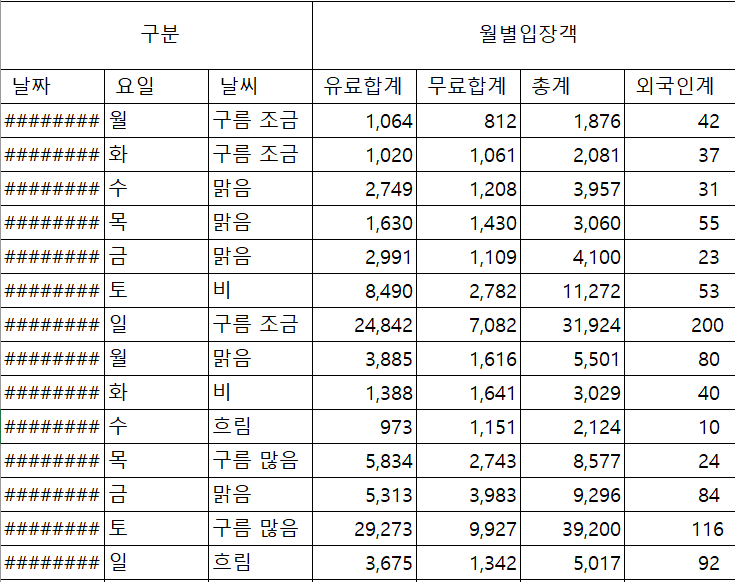 구분 월별입장객
날짜 요일 날씨 유료합계 무료합계 총계 외국인계
######## 월 구름 조금 1,064 812 1,876 42
######## 화 구름 조금 1,020 1,061 2,081 37
######## 수 맑음 2,749 1,208 3,957 31
######## 목 맑음 1,630 1,430 3,060 55
######## 금 맑음 2,991 1,109 4,100 23
######## 토 비 8,490 2,782 11,272 53
######## 일 구름 조금 24,842 7,082 31,924 200
######## 월 맑음 3,885 1,616 5,501 80
######## 화 비 1,388 1,641 3,029 40
######## 수 흐림 973 1,151 2,124 10
######## 목 구름 많음 5,834 2,743 8,577 24
######## 금 맑음 5,313 3,983 9,296 84
######## 토 구름 많음 29,273 9,927 39,200 116
######## 일 흐림 3,675 1,342 5,017 92